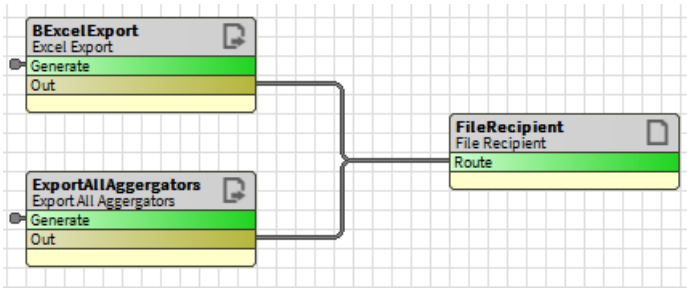 BExcelExport
Excel Export
Generate
Out
FileRecipient
File Recipient
Route
ExportAllAggergators
Export All Aggergators
Generate
Out